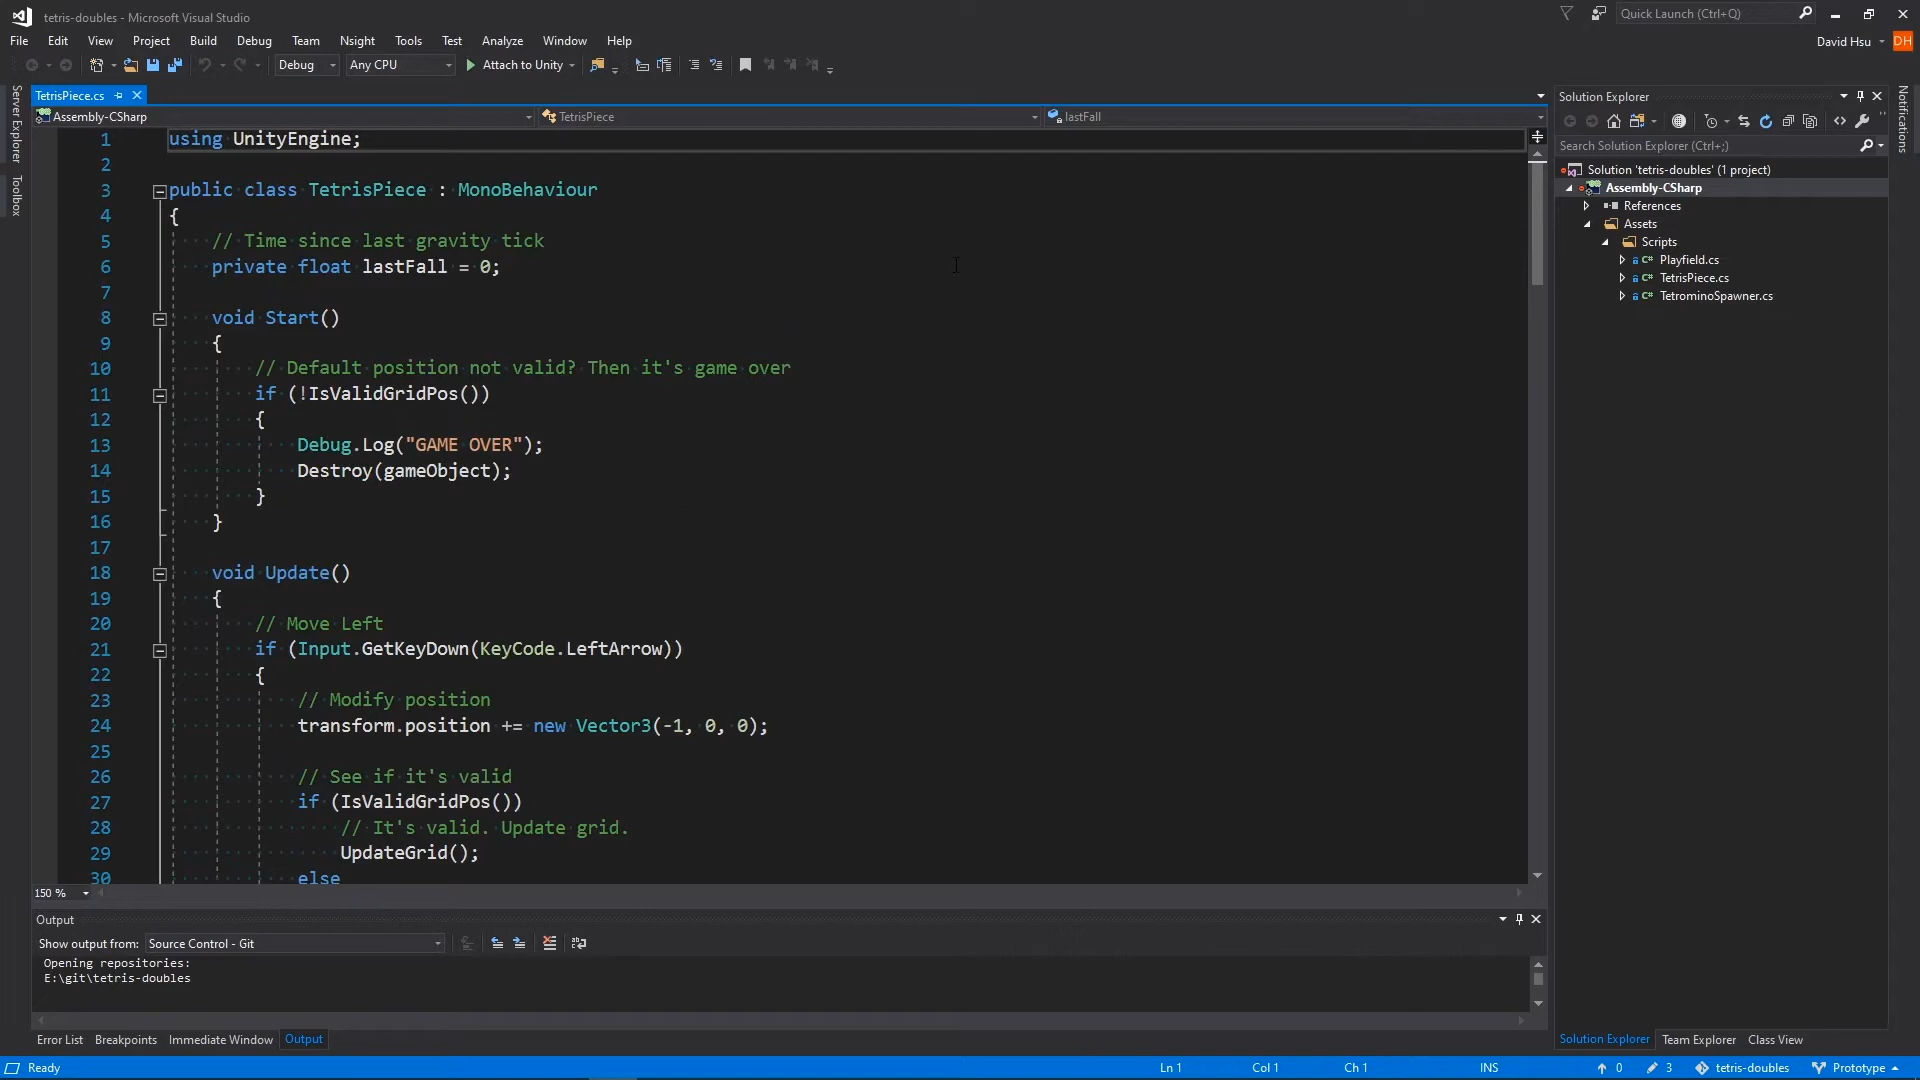 tetris-doubles - Microsoft Visual Studio
Quick Launch (Ctrl+Q)
File Edit View Project Build Debug Team Nsight Tools Test Analyze Window Help
David Hsu DH
Debug Any CPU Attach to Unity
Server Explorer
Toolbox
TetrisPiece.cs
Assembly-CSharp TetrisPiece lastFall
1 using UnityEngine;
2
3 public class TetrisPiece : MonoBehaviour
4 {
5 // Time since last gravity tick
6 private float lastFall = 0;
7
8 void Start()
9 {
10 // Default position not valid? Then it's game over
11 if (!IsValidGridPos())
12 {
13 Debug.Log("GAME OVER");
14 Destroy(gameObject);
15 }
16 }
17
18 void Update()
19 {
20 // Move Left
21 if (Input.GetKeyDown(KeyCode.LeftArrow))
22 {
23 // Modify position
24 transform.position += new Vector3(-1, 0, 0);
25
26 // See if it's valid
27 if (IsValidGridPos())
28 // It's valid. Update grid.
29 UpdateGrid();
30 else
150 %
Output
Show output from: Source Control - Git
Opening repositories:
E:\git\tetris-doubles
Error List Breakpoints Immediate Window Output
Solution Explorer
Search Solution Explorer (Ctrl+;)
Solution 'tetris-doubles' (1 project)
Assembly-CSharp
References
Assets
Scripts
C# Playfield.cs
C# TetrisPiece.cs
C# TetrominoSpawner.cs
Solution Explorer Team Explorer Class View
Notifications
Ready Ln 1 Col 1 Ch 1 INS 0 3 tetris-doubles Prototype